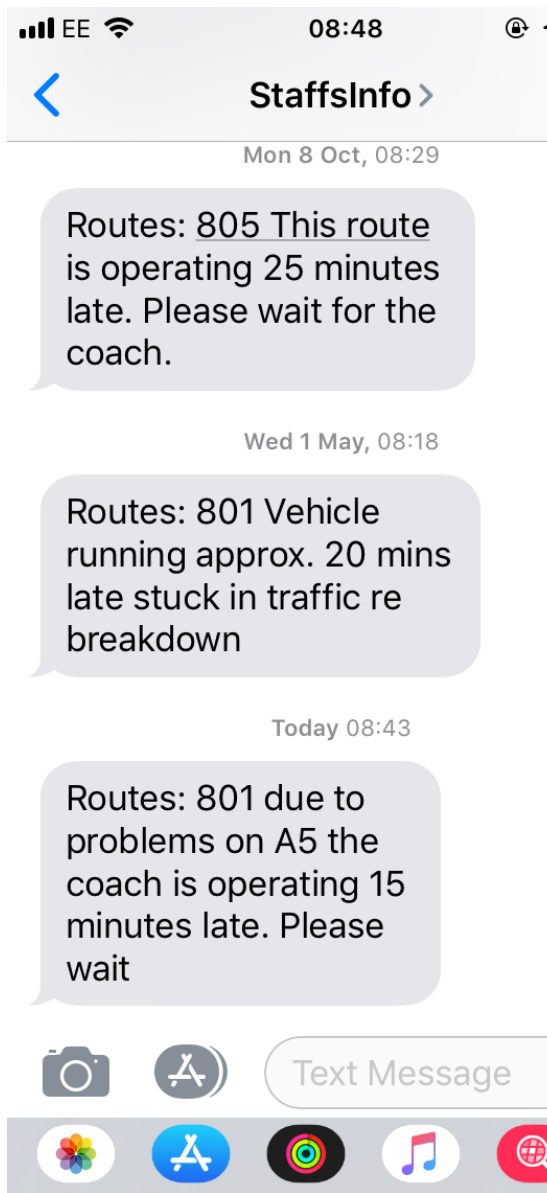 EE 08:48
StaffsInfo
Mon 8 Oct, 08:29
Routes: 805 This route
is operating 25 minutes
late. Please wait for the
coach.
Wed 1 May, 08:18
Routes: 801 Vehicle
running approx. 20 mins
late stuck in traffic re
breakdown
Today 08:43
Routes: 801 due to
problems on A5 the
coach is operating 15
minutes late. Please
wait
Text Message